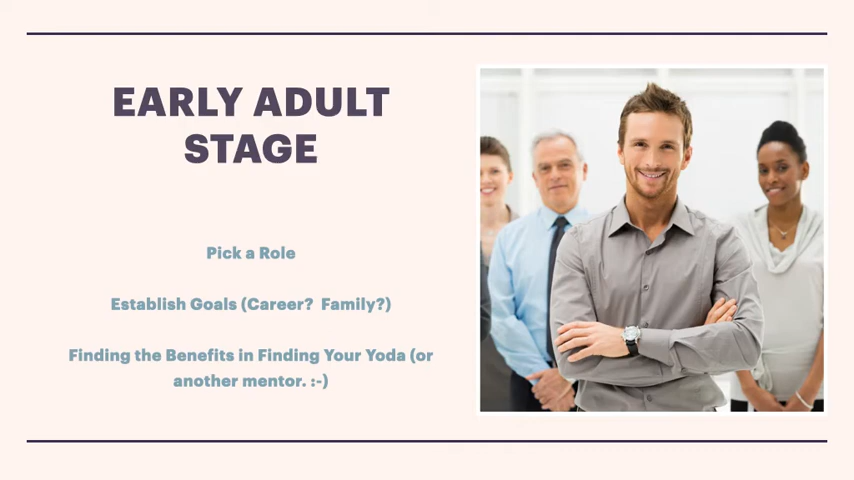 EARLY ADULT
STAGE
Pick a Role
Establish Goals (Career?  Family?)
Finding the Benefits in Finding Your Yoda (or
another mentor. :-)